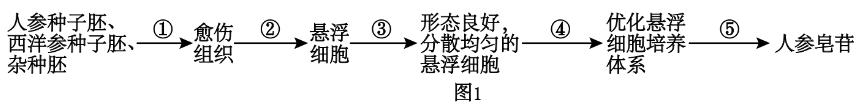 人参种子胚、
西洋参种子胚、
杂种胚
①
愈伤
组织
②
悬浮
细胞
③
形态良好，
分散均匀的
悬浮细胞
④
优化悬浮
细胞培养
体系
⑤
人参皂苷
图1